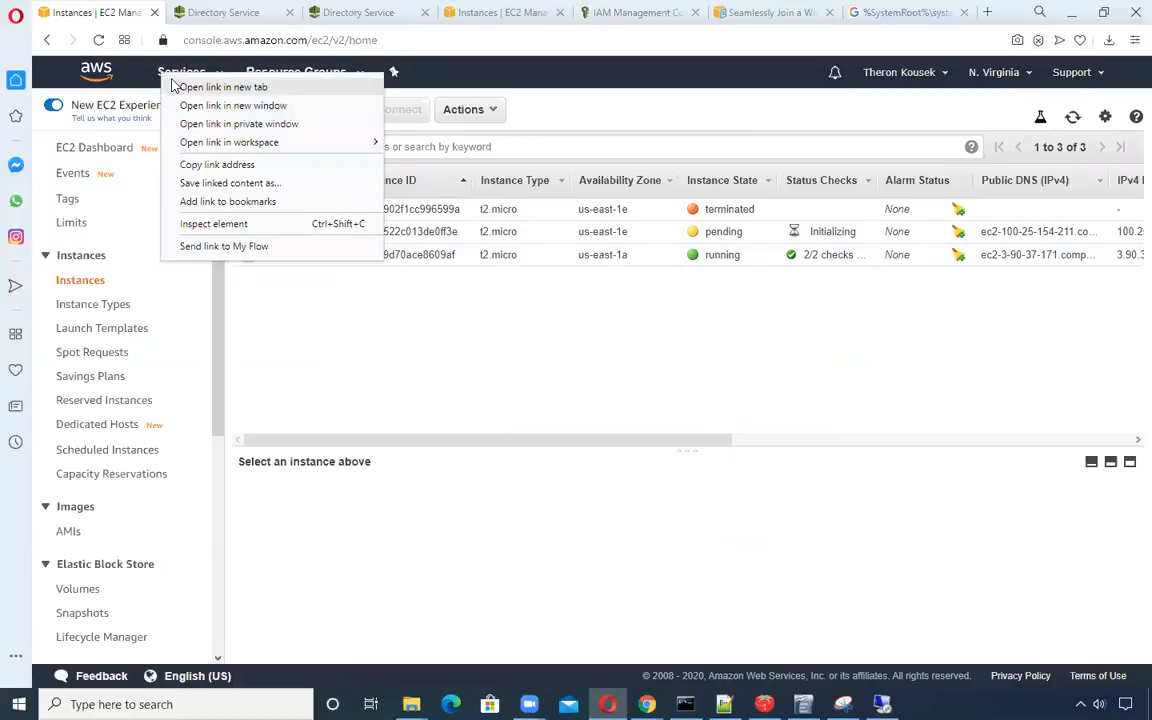 Instances | EC2 Mana
Directory Service
Directory Service
Instances | EC2 Mana
IAM Management Co
Seamlessly Join a Wi
%SystemRoot%\syste
console.aws.amazon.com/ec2/v2/home
aws
Services
Resource Groups
Theron Kousek
N. Virginia
Support
New EC2 Experien
Tell us what you think
Open link in new tab
Open link in new window
Open link in private window
Open link in workspace
Copy link address
Save linked content as...
Add link to bookmarks
Inspect element Ctrl+Shift+C
Send link to My Flow
onnect
Actions
EC2 Dashboard New
Events New
Tags
Limits
Instances
Instances
Instance Types
Launch Templates
Spot Requests
Savings Plans
Reserved Instances
Dedicated Hosts New
Scheduled Instances
Capacity Reservations
Images
AMIs
Elastic Block Store
Volumes
Snapshots
Lifecycle Manager
s or search by keyword
1 to 3 of 3
nce ID Instance Type Availability Zone Instance State Status Checks Alarm Status Public DNS (IPv4) IPv4 I
902f1cc996599a t2.micro us-east-1e terminated None -
522c013de0ff3e t2.micro us-east-1e pending Initializing None ec2-100-25-154-211.co... 100.2
9d70ace8609af t2.micro us-east-1a running 2/2 checks ... None ec2-3-90-37-171.comp... 3.90.3
Select an instance above
Feedback
English (US)
© 2008 - 2020, Amazon Web Services, Inc. or its affiliates. All rights reserved.
Privacy Policy
Terms of Use
Type here to search